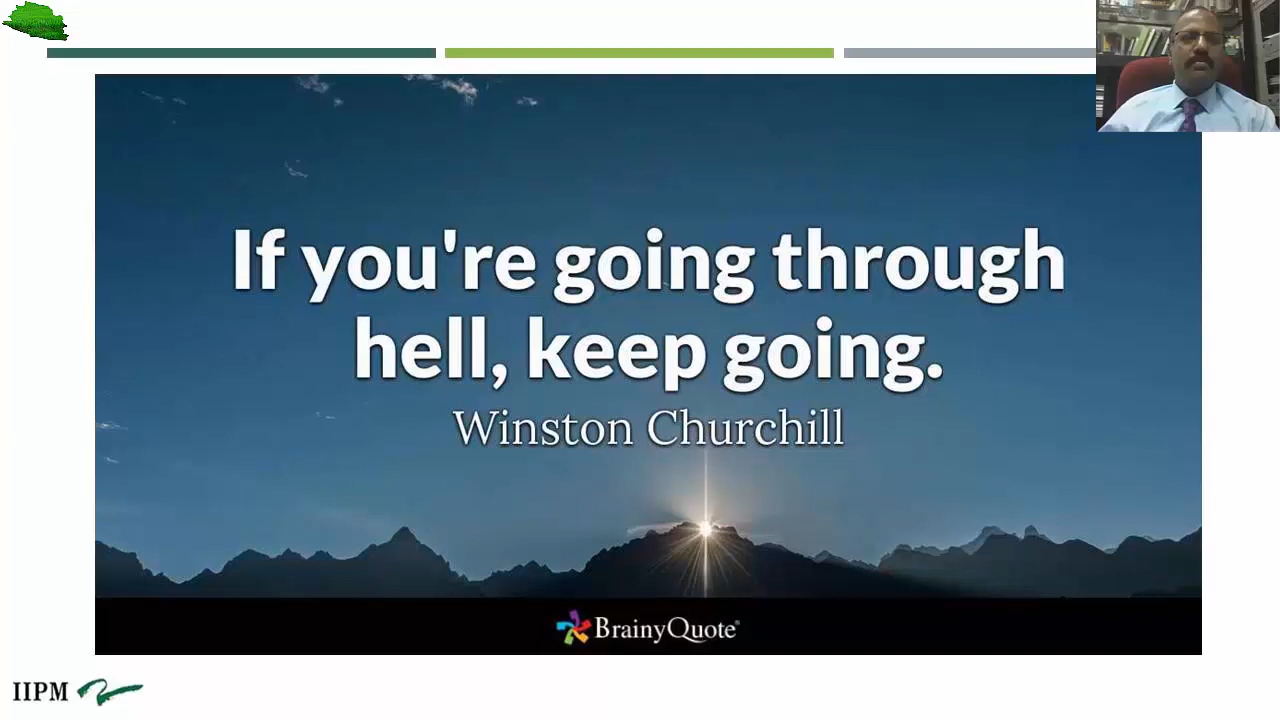 If you're going through
hell, keep going.
Winston Churchill
BrainyQuote®
IIPM